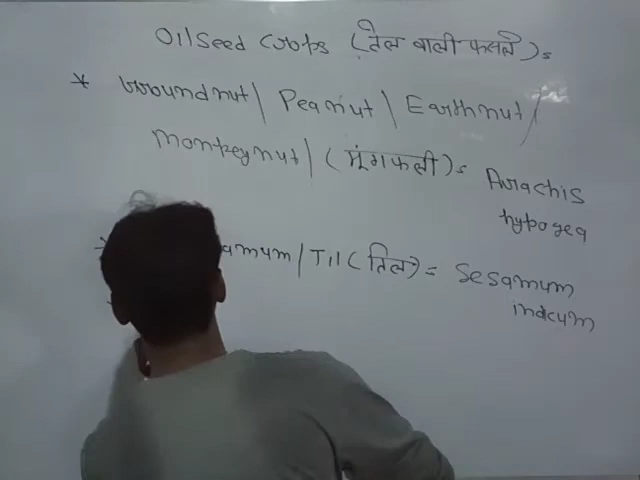 Oilseed Crops (तेल वाली फसलें) =
* Groundnut / Peanut / Earthnut /
Monkeynut / (मूंगफली) = Arachis
hypogea
amum / Til (तिल) = Sesamum
indicum